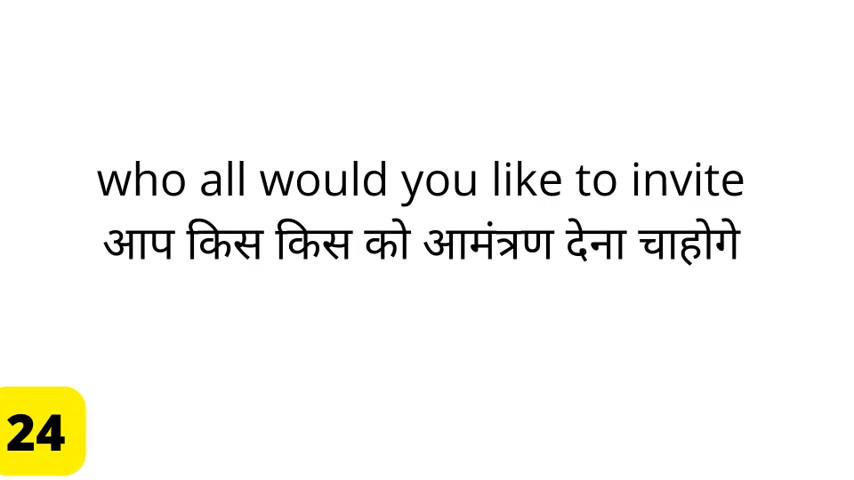 who all would you like to invite
आप किस किस को आमंत्रण देना चाहोगे
24